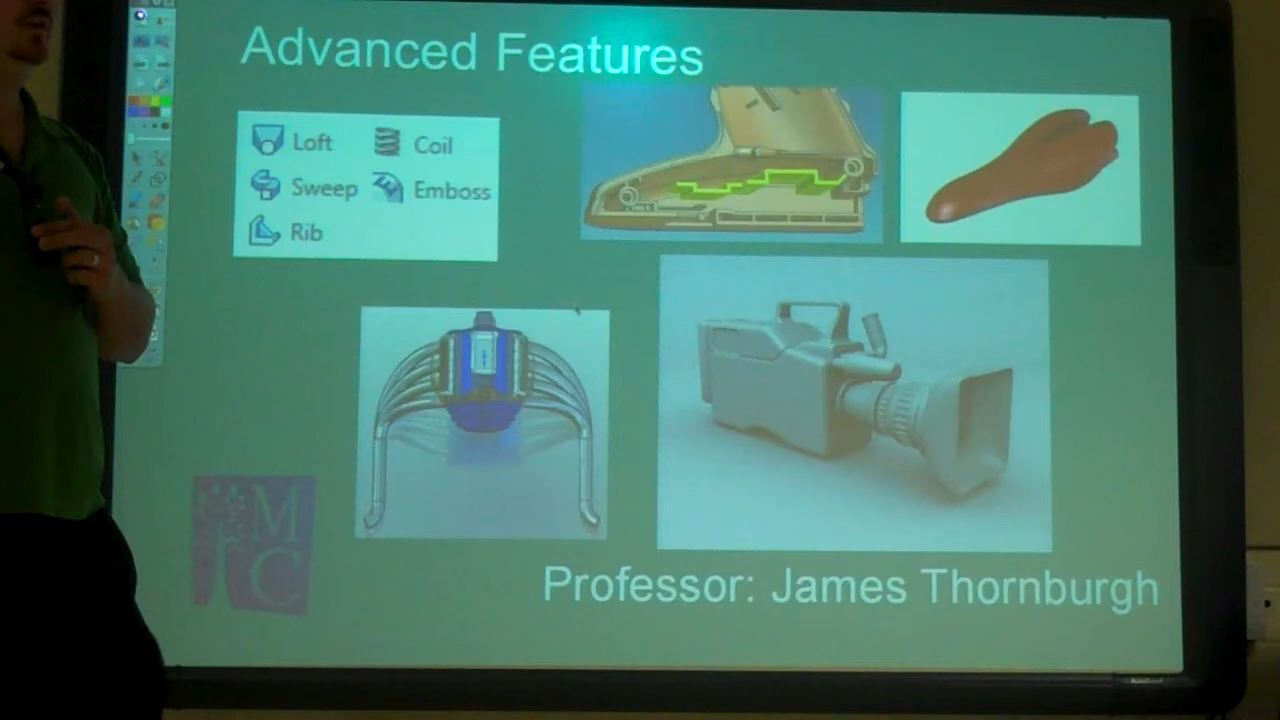 Advanced Features
Loft Coil
Sweep Emboss
Rib
M
C
Professor: James Thornburgh